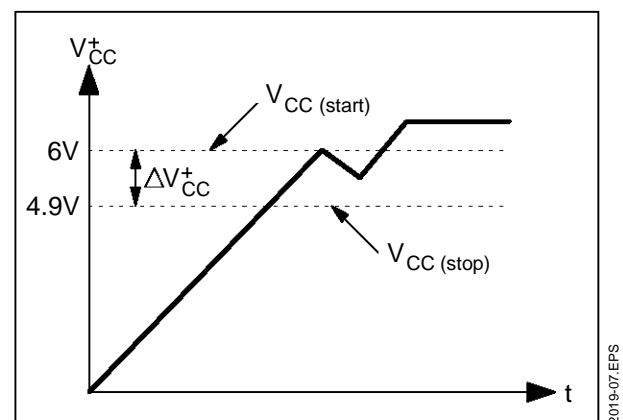 V+CC
VCC (start)
6V
ΔV+CC
4.9V
VCC (stop)
t
2019-07.EPS